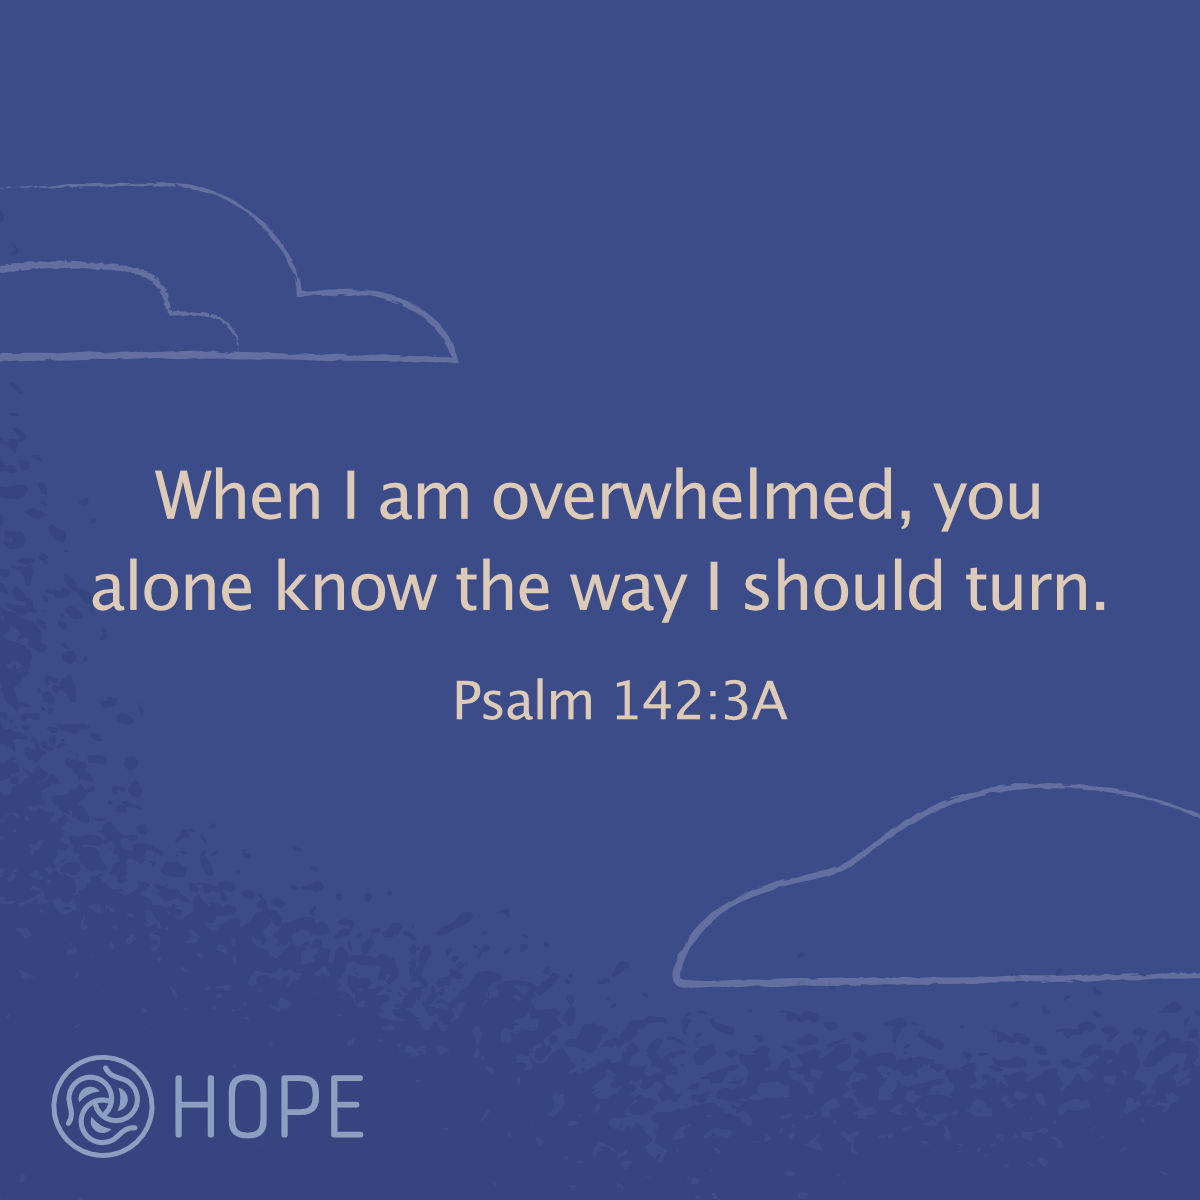 When I am overwhelmed, you
alone know the way I should turn.
Psalm 142:3A
HOPE